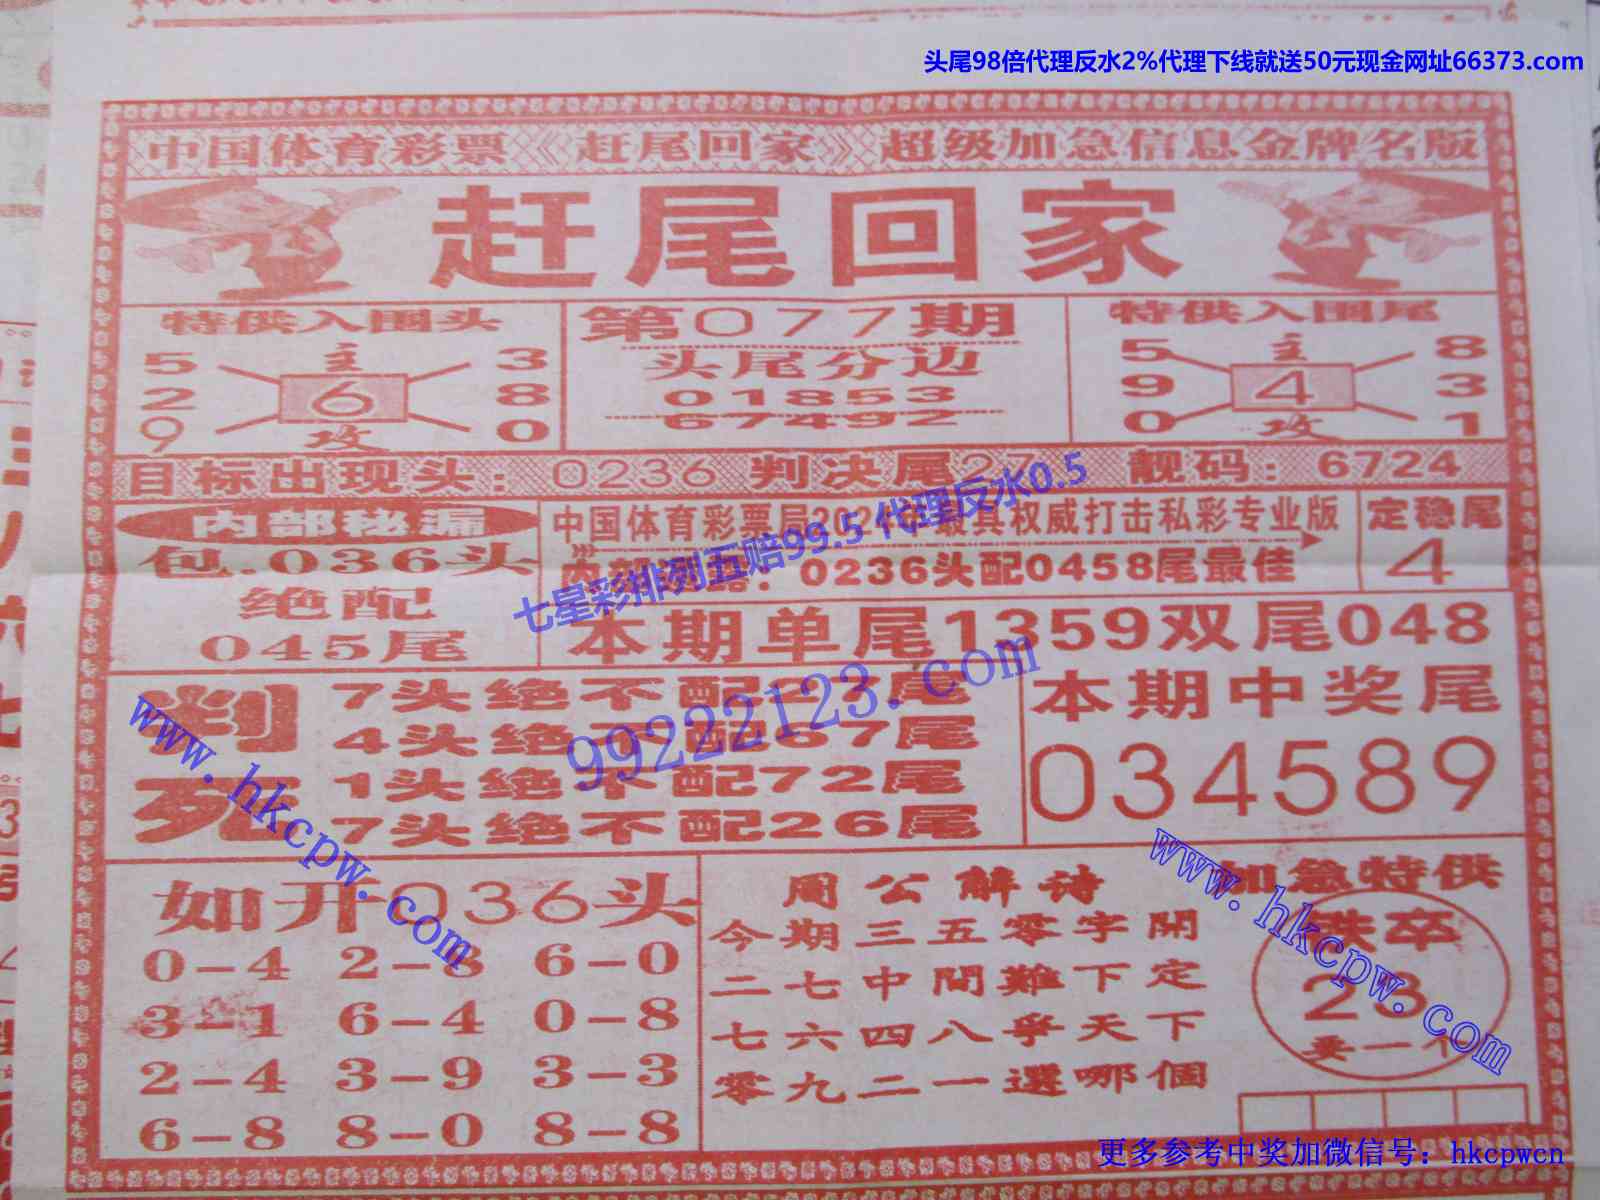 头尾98倍代理反水2%代理下线就送50元现金网址66373.com
中国体育彩票《赶尾回家》超级加急信息金牌名版
赶尾回家
特供入围头
5 主 3
2 6 8
9 攻 0
第077期
头尾分边
01853
67492
特供入围尾
5 主 8
9 4 3
0 攻 1
目标出现头：0236 判决尾27 靓码：6724
内部秘漏
包.036头
绝配
045尾
中国体育彩票局202 最具权威打击私彩专业版
内部 ：0236头配0458尾最佳
定稳尾
4
七星彩排列五赔99.5 代理反水0.5
本期单尾1359双尾048
判死
7头绝不配 尾
4头绝不配 7尾
1头绝不配72尾
7头绝不配26尾
99222123.com
本期中奖尾
034589
www.hkcpw.com
如开036头
0-4 2-8 6-0
3-1 6-4 0-8
2-4 3-9 3-3
6-8 8-0 8-8
周公解诗
今期三五零字開
二七中間難下定
七六四八爭天下
零九二一選哪個
加急特供
卒
23
卖一个
www.hkcpw.com
更多参考中奖加微信号：hkcpwcn